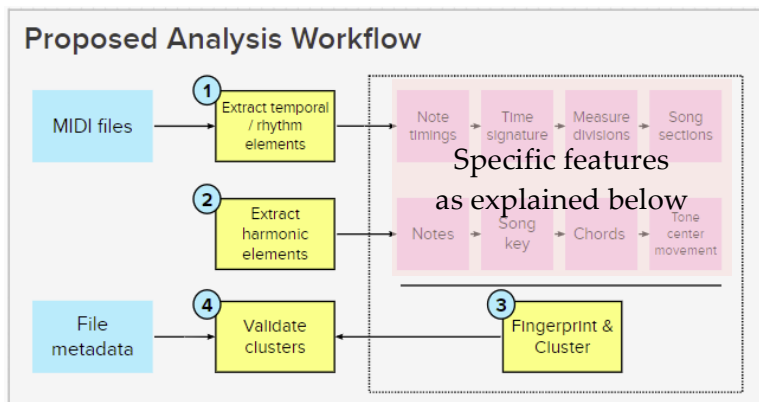 Proposed Analysis Workflow
1
MIDI files
Extract temporal
/ rhythm
elements
Note
timings
Time
signature
Measure
divisions
Song
sections
Specific features
as explained below
2
Extract
harmonic
elements
Notes
Song
key
Chords
Tone
center
movement
File
metadata
4
Validate
clusters
3
Fingerprint &
Cluster